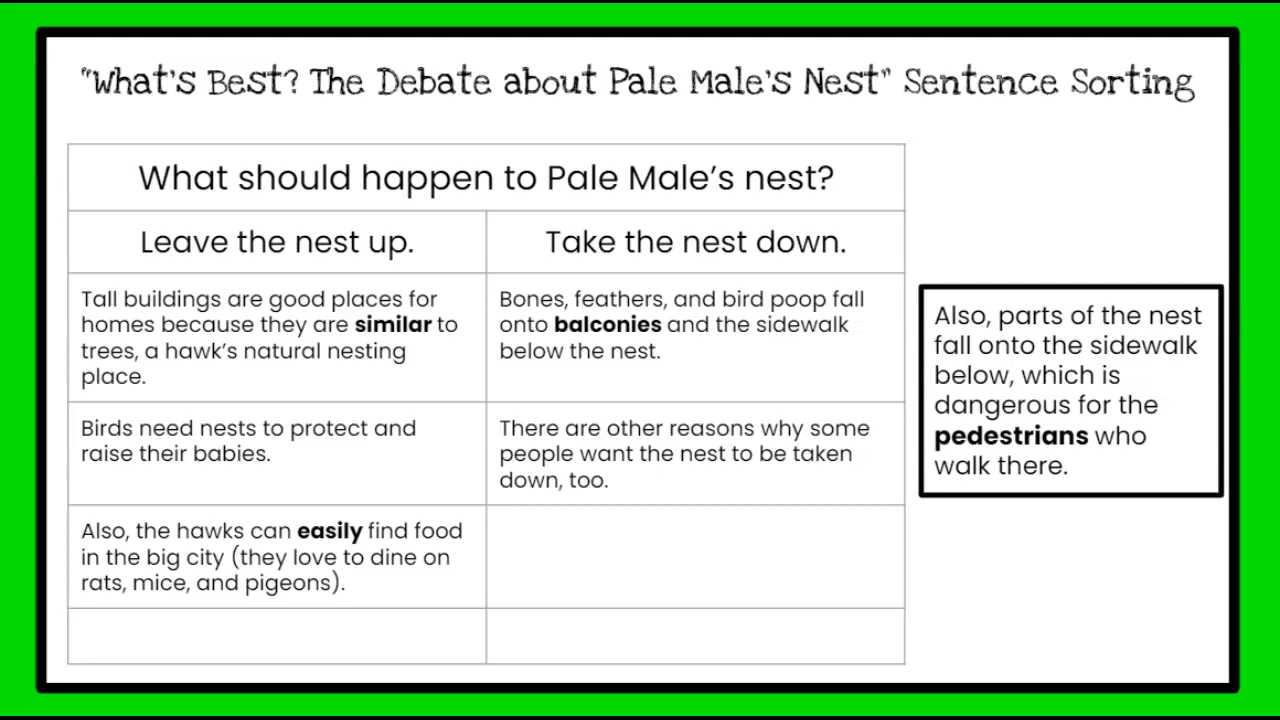 "What's Best? The Debate about Pale Male's Nest" Sentence Sorting
What should happen to Pale Male's nest?
Leave the nest up.
Take the nest down.
Tall buildings are good places for
homes because they are similar to
trees, a hawk's natural nesting
place.
Bones, feathers, and bird poop fall
onto balconies and the sidewalk
below the nest.
Birds need nests to protect and
raise their babies.
There are other reasons why some
people want the nest to be taken
down, too.
Also, the hawks can easily find food
in the big city (they love to dine on
rats, mice, and pigeons).
Also, parts of the nest
fall onto the sidewalk
below, which is
dangerous for the
pedestrians who
walk there.